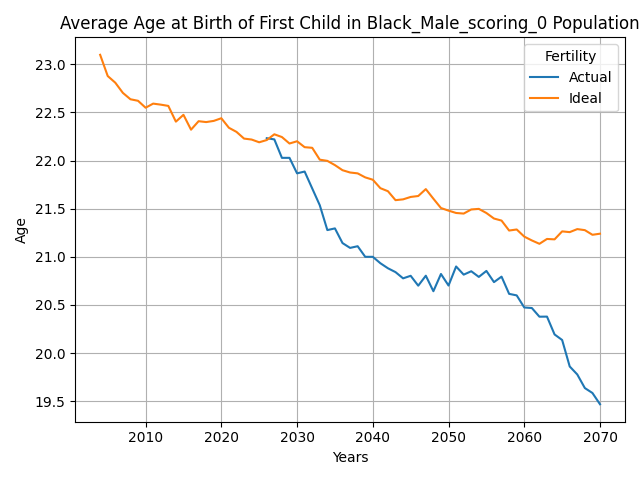 Average Age at Birth of First Child in Black_Male_scoring_0 Population
Fertility
Actual
Ideal
23.0
22.5
22.0
21.5
21.0
20.5
20.0
19.5
Age
2010
2020
2030
2040
2050
2060
2070
Years